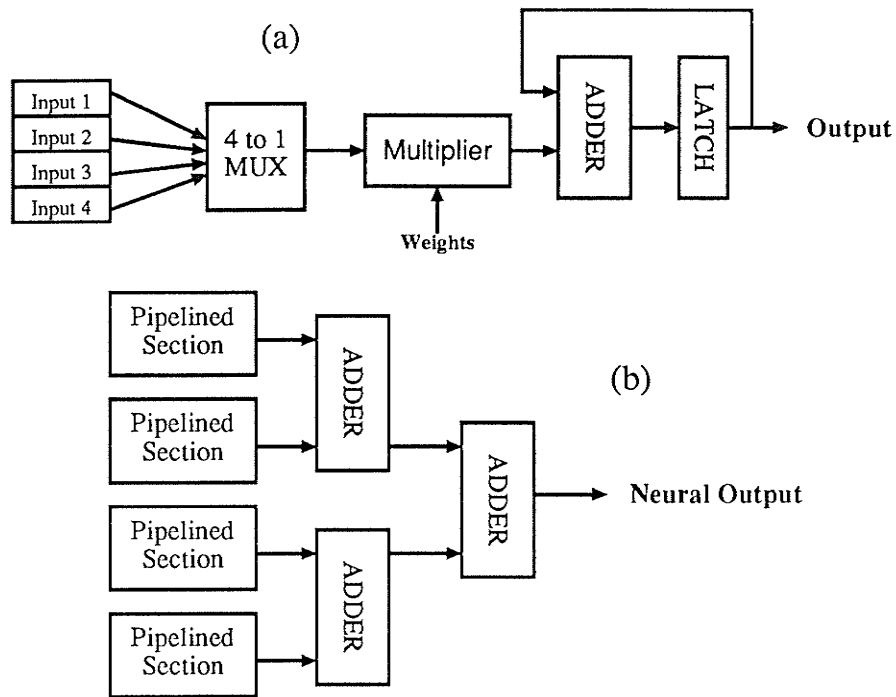 (a)
Input 1
Input 2
Input 3
Input 4
4 to 1
MUX
Multiplier
Weights
ADDER
LATCH
Output
(b)
Pipelined
Section
Pipelined
Section
Pipelined
Section
Pipelined
Section
ADDER
ADDER
ADDER
Neural Output